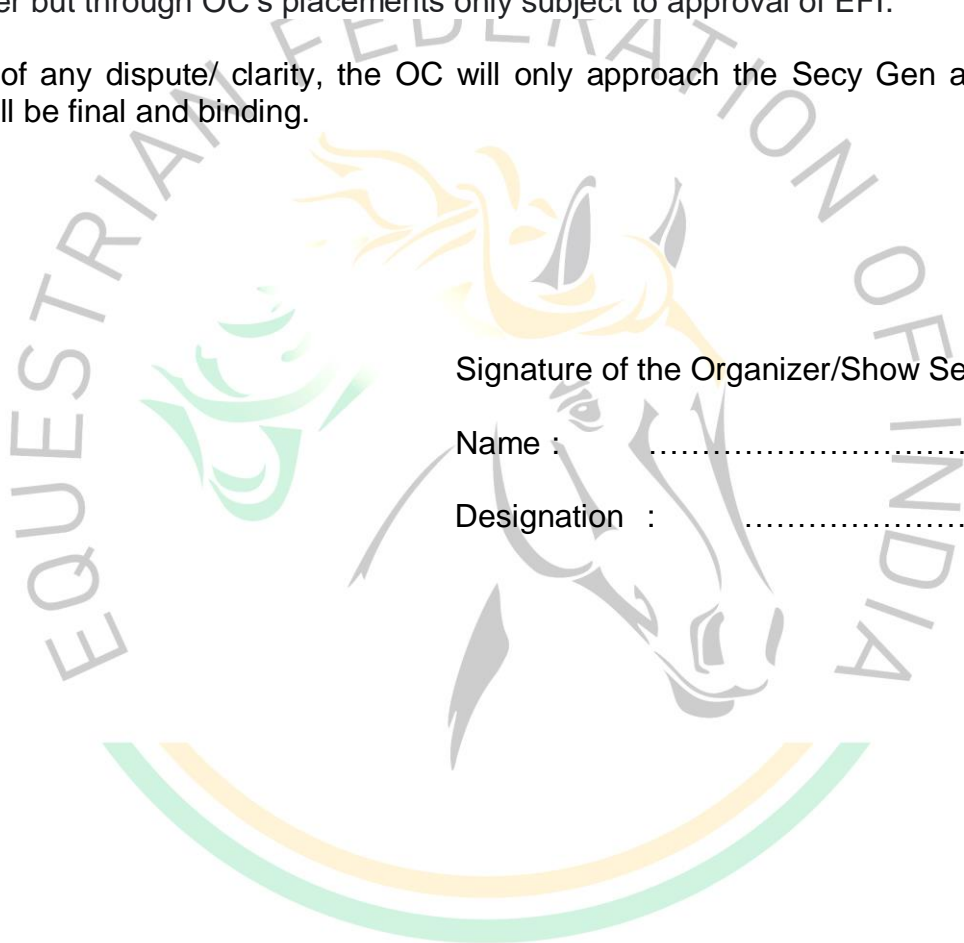 er but through OC's placements only subject to approval of EFI.
of any dispute/ clarity, the OC will only approach the Secy Gen a
ll be final and binding.
EQUESTRIAN FEDERATION OF INDIA
Signature of the Organizer/Show Se
Name : ……………………………
Designation : ……………………